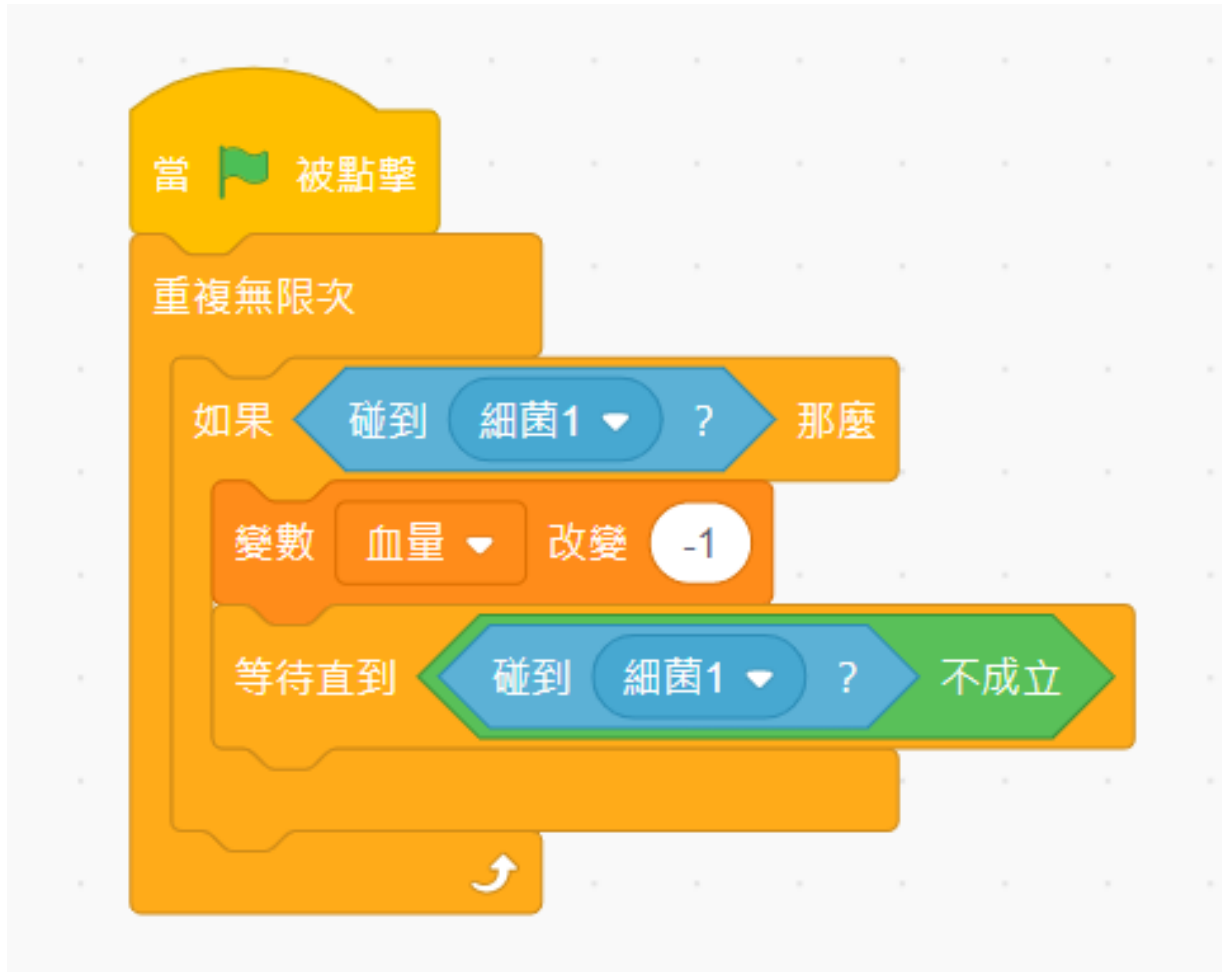 當 被點擊
重複無限次
如果 碰到 細菌1 ? 那麼
變數 血量 改變 -1
等待直到 碰到 細菌1 ? 不成立